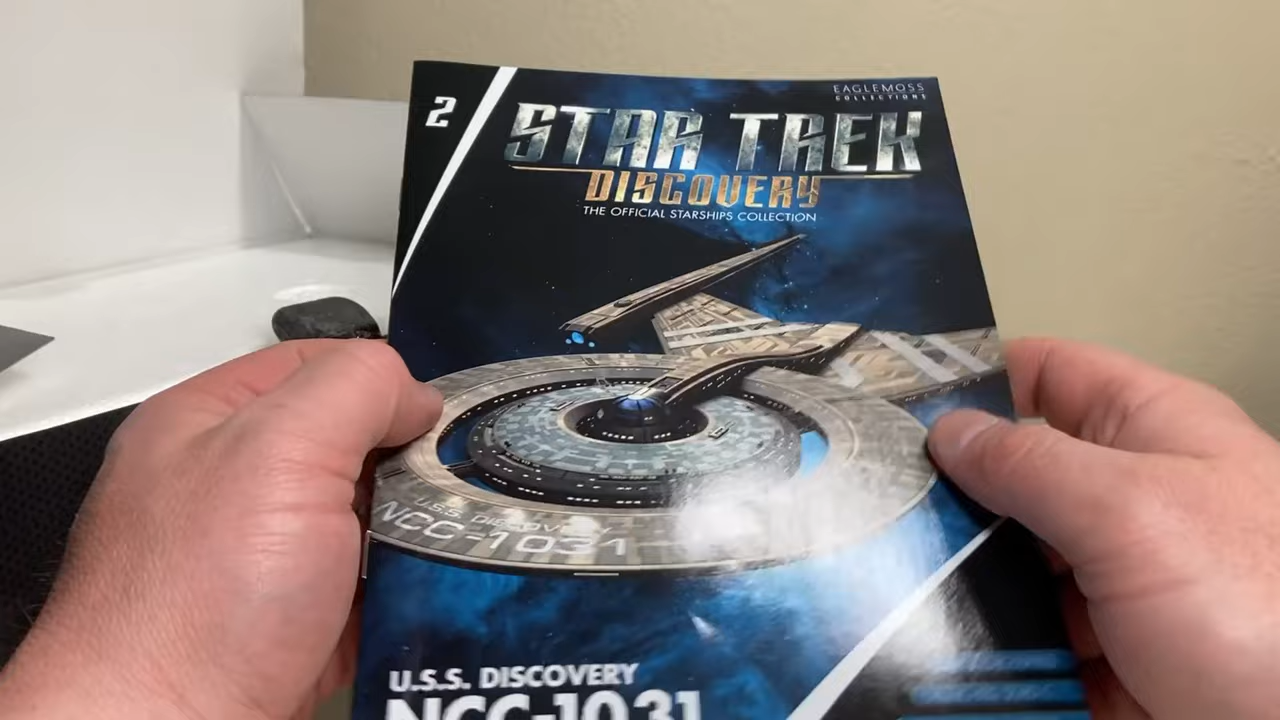 2
EAGLEMOSS
COLLECTIONS
STAR TREK
DISCOVERY
THE OFFICIAL STARSHIPS COLLECTION
U.S.S. DISCOVERY
NCC-1031
U.S.S. DISCOVERY
NCC-1031